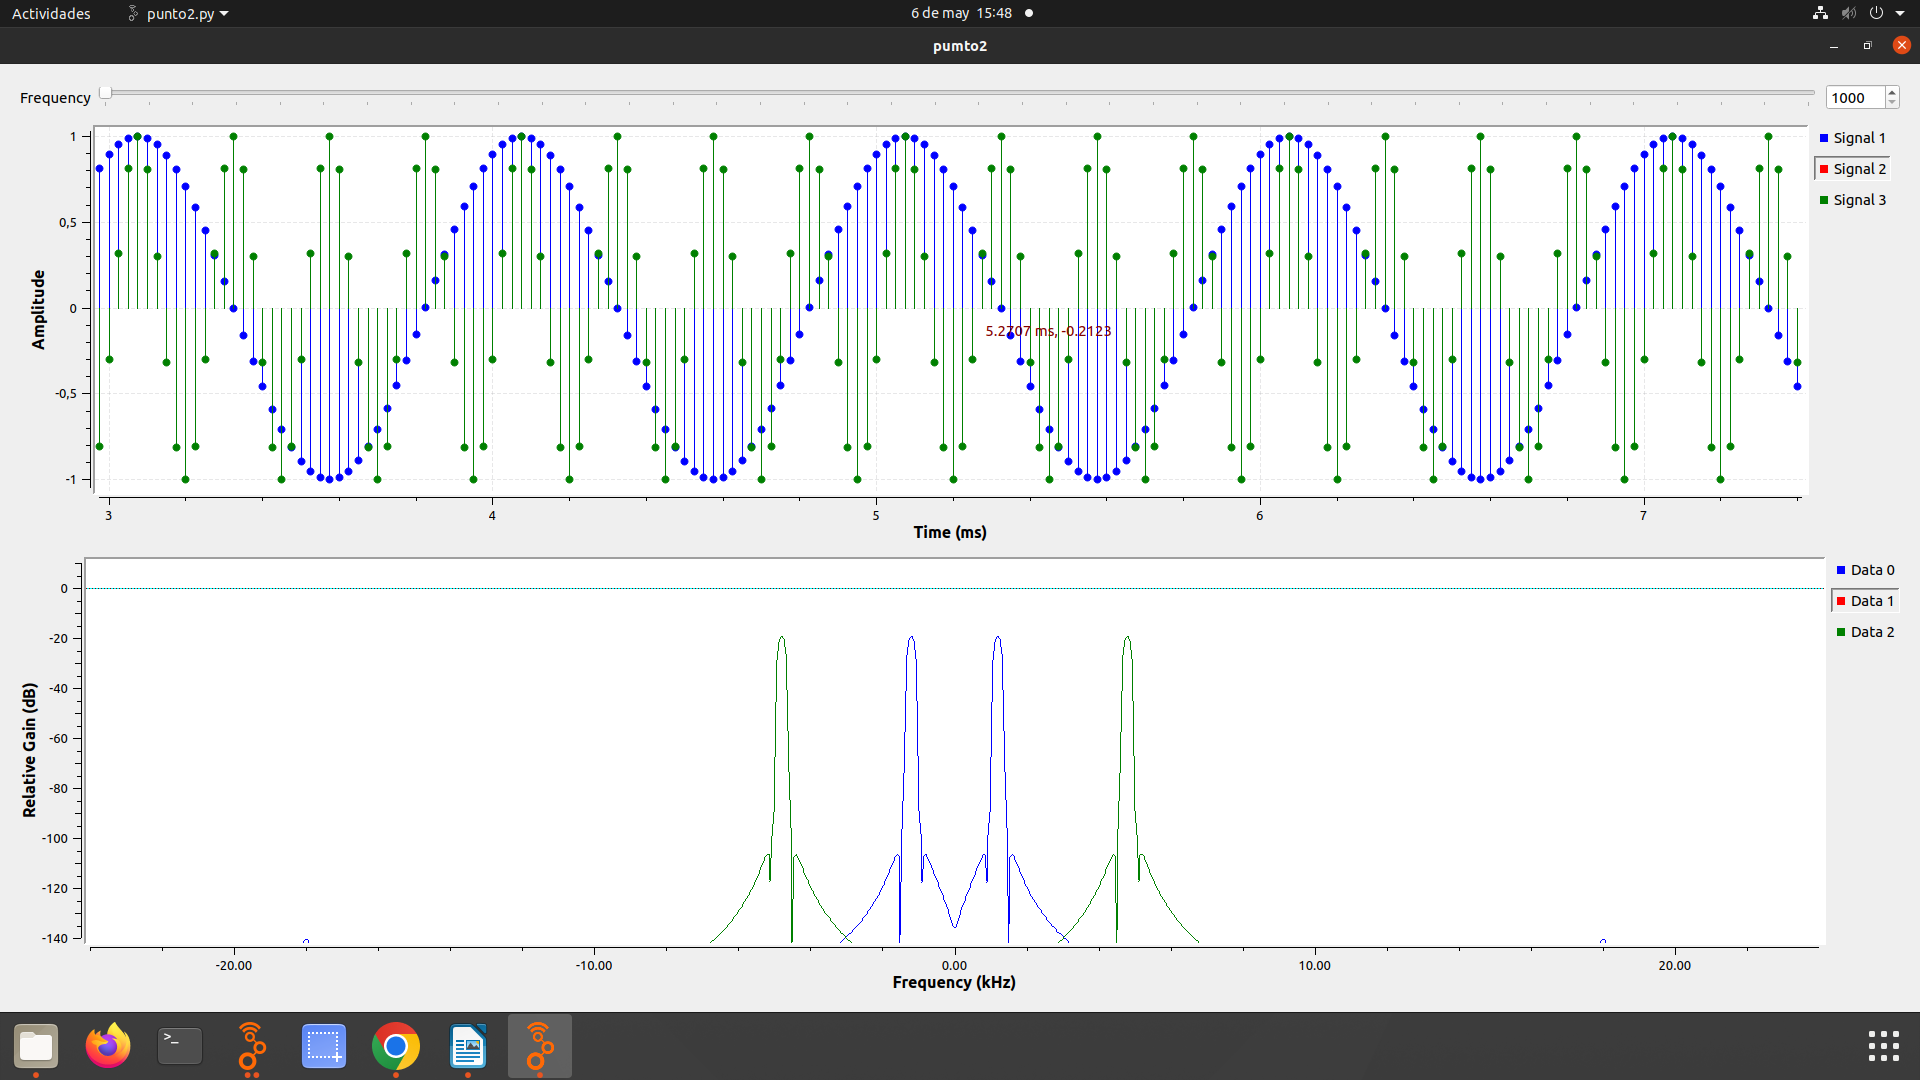 Actividades punto2.py 6 de may 15:48
pumto2
Frequency 1000
Signal 1
Signal 2
Signal 3
1
0,5
0
-0,5
-1
Amplitude
5.2707 ms, -0.2123
3 4 5 6 7
Time (ms)
Data 0
Data 1
Data 2
0
-20
-40
-60
-80
-100
-120
-140
Relative Gain (dB)
-20.00 -10.00 0.00 10.00 20.00
Frequency (kHz)
>_